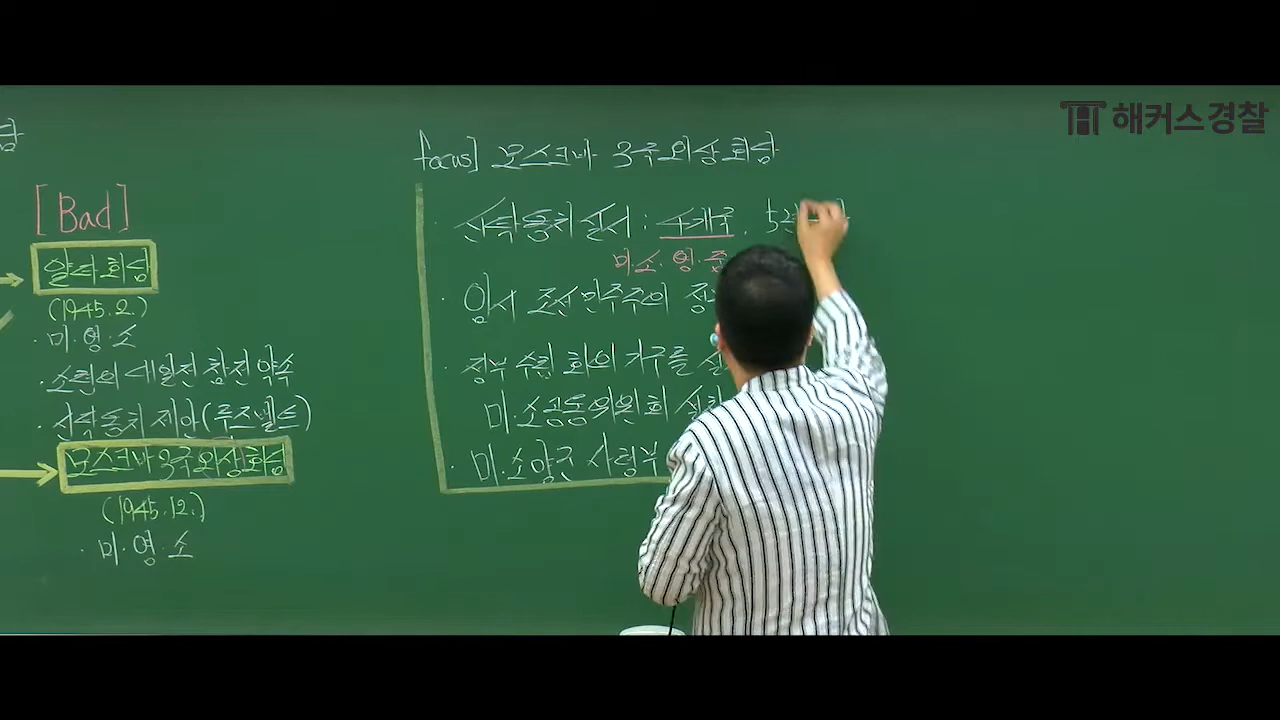 해커스경찰
[Bad]
얄타회담
(1945.2.)
· 미·영·소
· 소련의 대일전 참전 약속
· 신탁통치 제안(루즈벨트)
모스크바 3국외상회담
(1945.12.)
· 미·영·소
focus] 모스크바 3국외상회담
· 신탁통치 실시 : 4개국,
미·소·영·중
· 임시 조선 민주주의
· 정부 수립 회의 기구를
미·소공동위원회
· 미·소양군 사령부